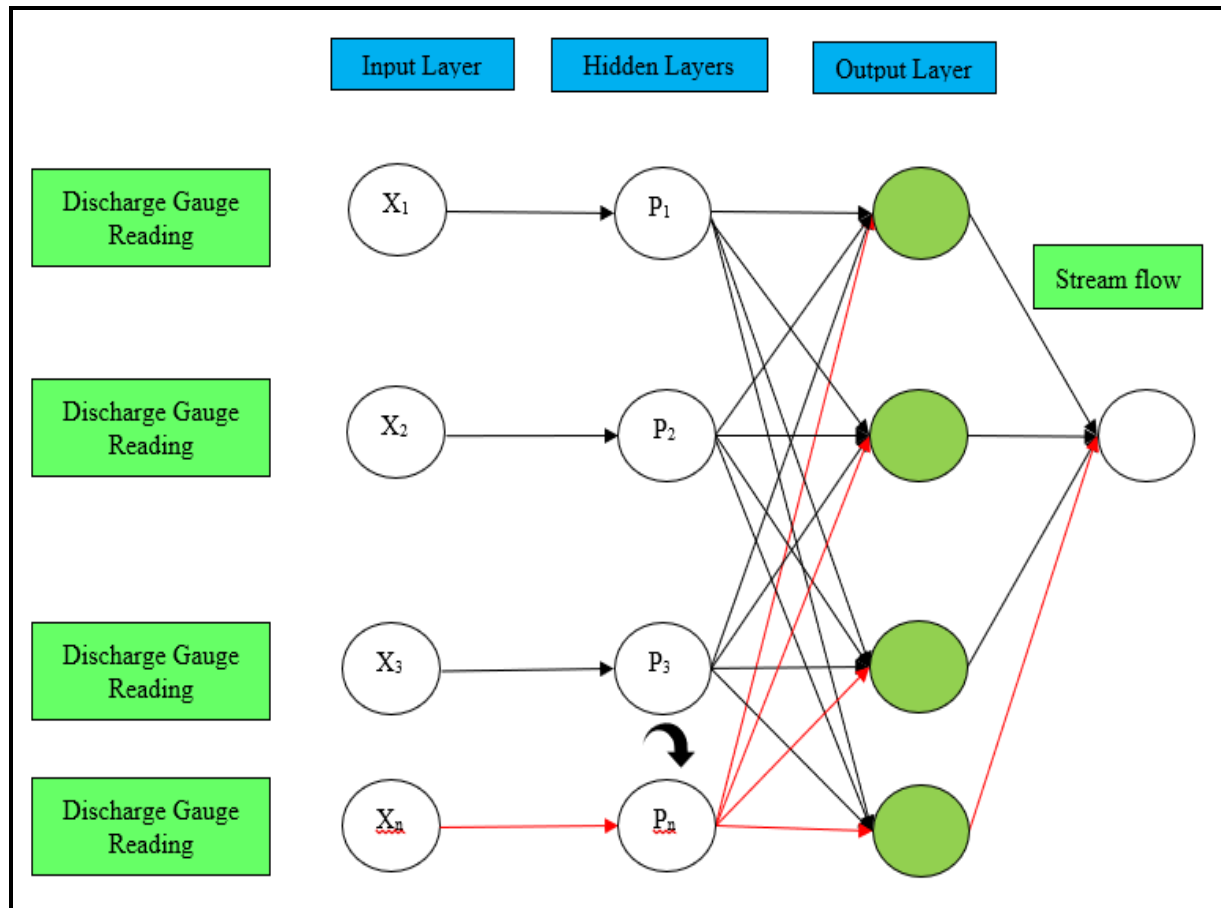 Input Layer
Hidden Layers
Output Layer
Discharge Gauge
Reading
X₁
P₁
Stream flow
Discharge Gauge
Reading
X₂
P₂
Discharge Gauge
Reading
X₃
P₃
Discharge Gauge
Reading
Xₙ
Pₙ